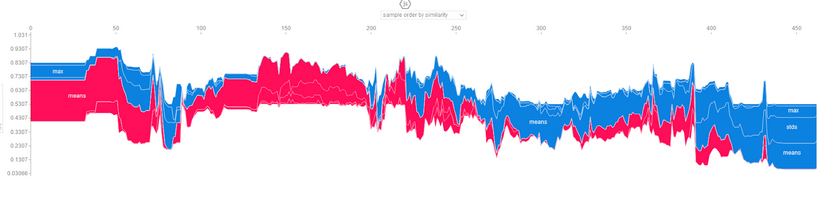 sample order by similarity
0 50 100 150 200 250 300 350 400 450
1.031
0.9307
0.8307
0.7307
0.6307
0.5307
0.4307
0.3307
0.2307
0.1307
0.03066
max
means
means
max
stds
means